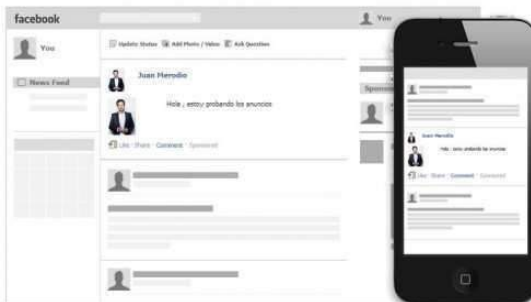 facebook
You
You
Update Status Add Photo / Video Ask Question
News Feed
Juan Merodio
Hola , estoy probando los anuncios
Like · Share · Comment · Sponsored
Juan Merodio
Hola , estoy probando los anuncios
Like · Share · Comment · Sponsored